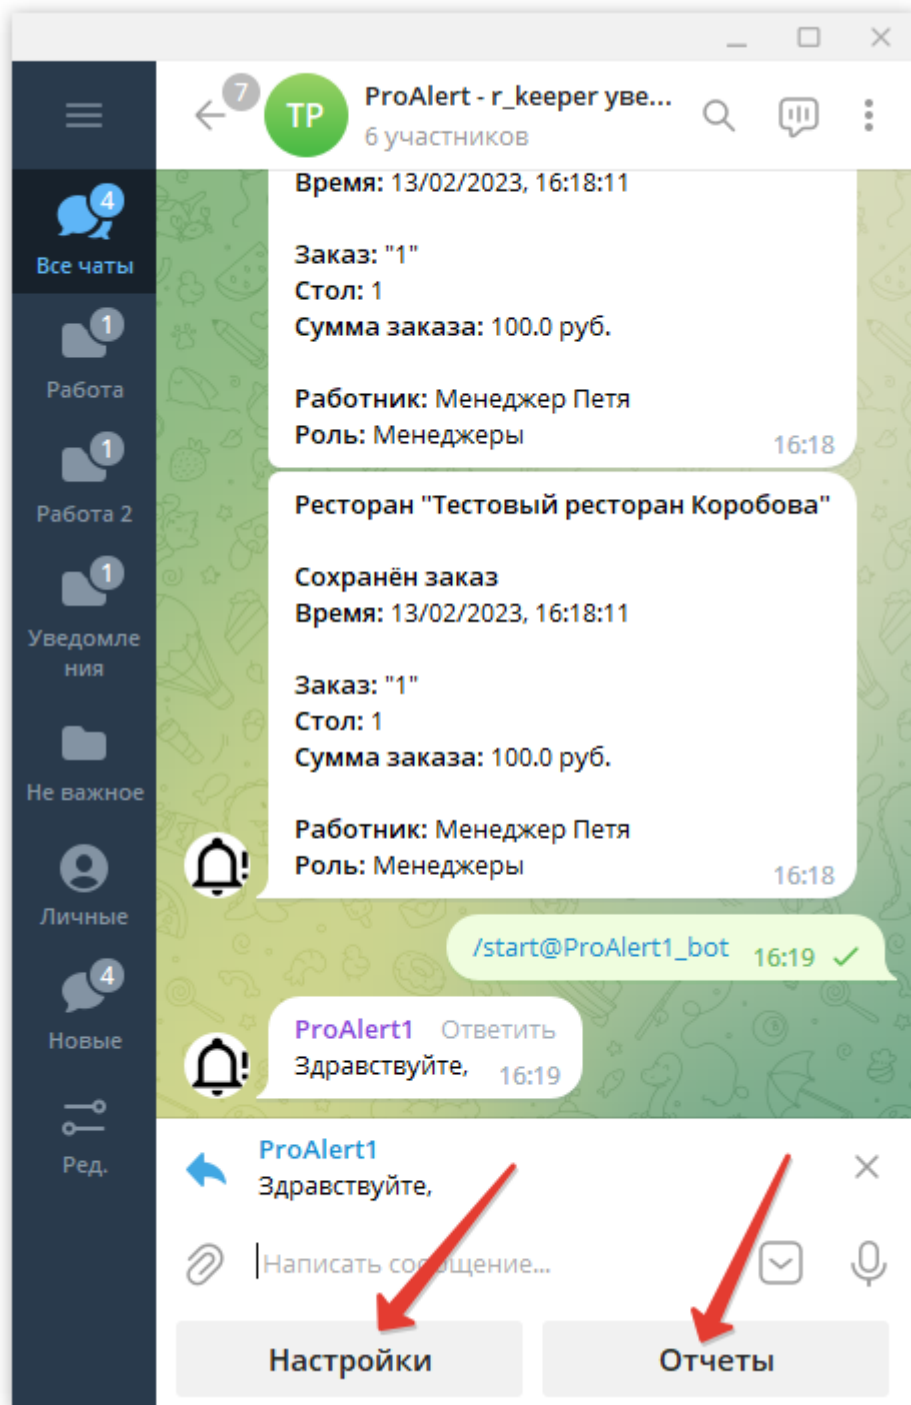 7
ТР
ProAlert - r_keeper уве...
6 участников
4
Все чаты
1
Работа
1
Работа 2
1
Уведомле
ния
Не важное
Личные
4
Новые
Ред.
Время: 13/02/2023, 16:18:11
Заказ: "1"
Стол: 1
Сумма заказа: 100.0 руб.
Работник: Менеджер Петя
Роль: Менеджеры
16:18
Ресторан "Тестовый ресторан Коробова"
Сохранён заказ
Время: 13/02/2023, 16:18:11
Заказ: "1"
Стол: 1
Сумма заказа: 100.0 руб.
Работник: Менеджер Петя
Роль: Менеджеры
16:18
/start@ProAlert1_bot 16:19
ProAlert1 Ответить
Здравствуйте, 16:19
ProAlert1
Здравствуйте,
Написать сообщение...
Настройки
Отчеты